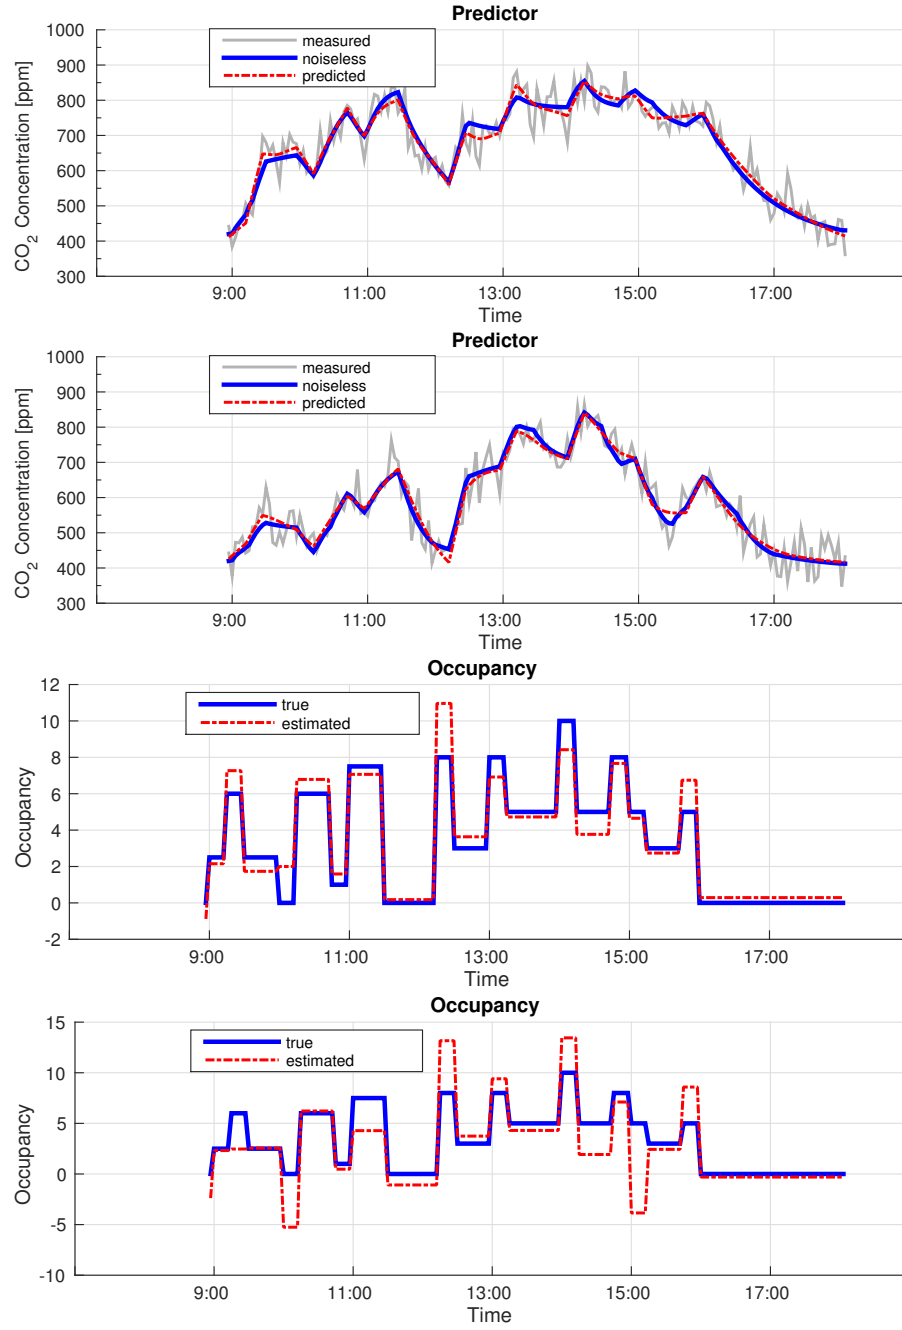 Predictor
1000
900
800
700
600
500
400
300
CO2 Concentration [ppm]
measured
noiseless
predicted
9:00 11:00 13:00 15:00 17:00
Time
Predictor
1000
900
800
700
600
500
400
300
CO2 Concentration [ppm]
measured
noiseless
predicted
9:00 11:00 13:00 15:00 17:00
Time
Occupancy
12
10
8
6
4
2
0
-2
Occupancy
true
estimated
9:00 11:00 13:00 15:00 17:00
Time
Occupancy
15
10
5
0
-5
-10
Occupancy
true
estimated
9:00 11:00 13:00 15:00 17:00
Time